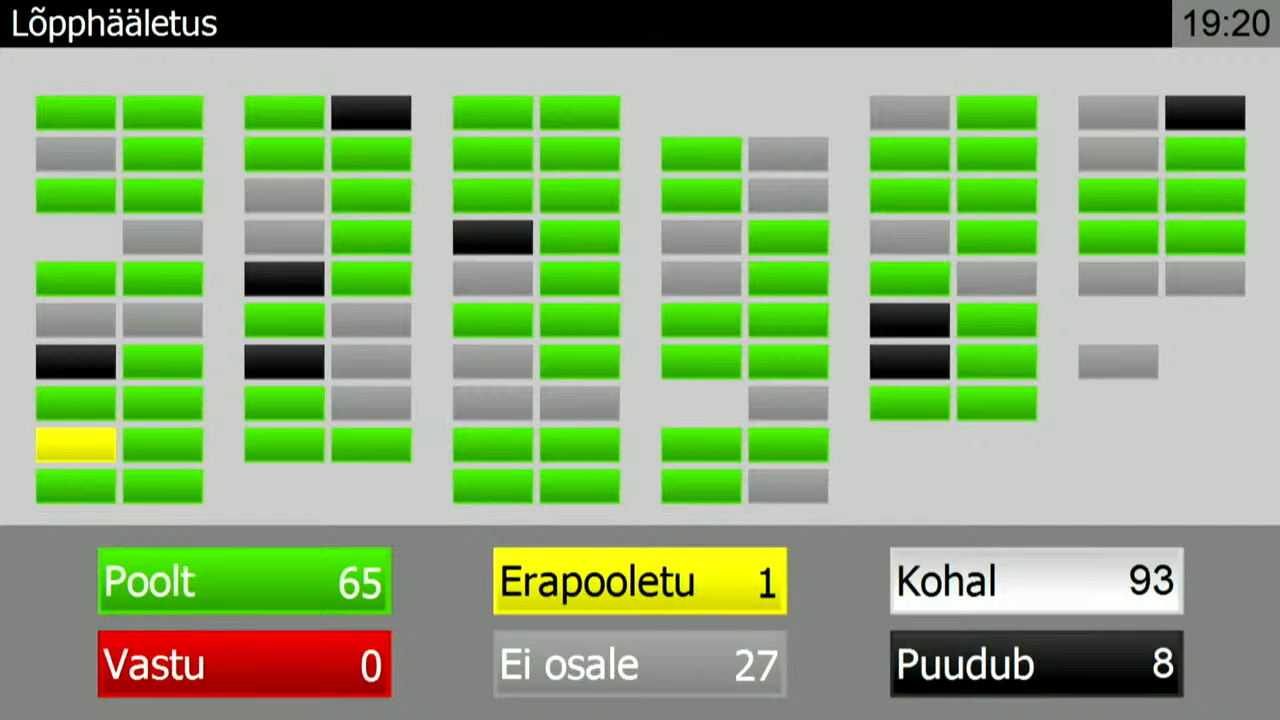 Lõpphääletus 19:20
Poolt 65 Erapooletu 1 Kohal 93
Vastu 0 Ei osale 27 Puudub 8